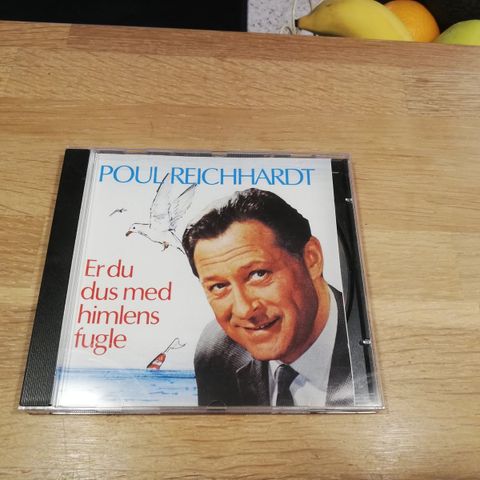 POUL REICHHARDT
Er du
dus med
himlens
fugle